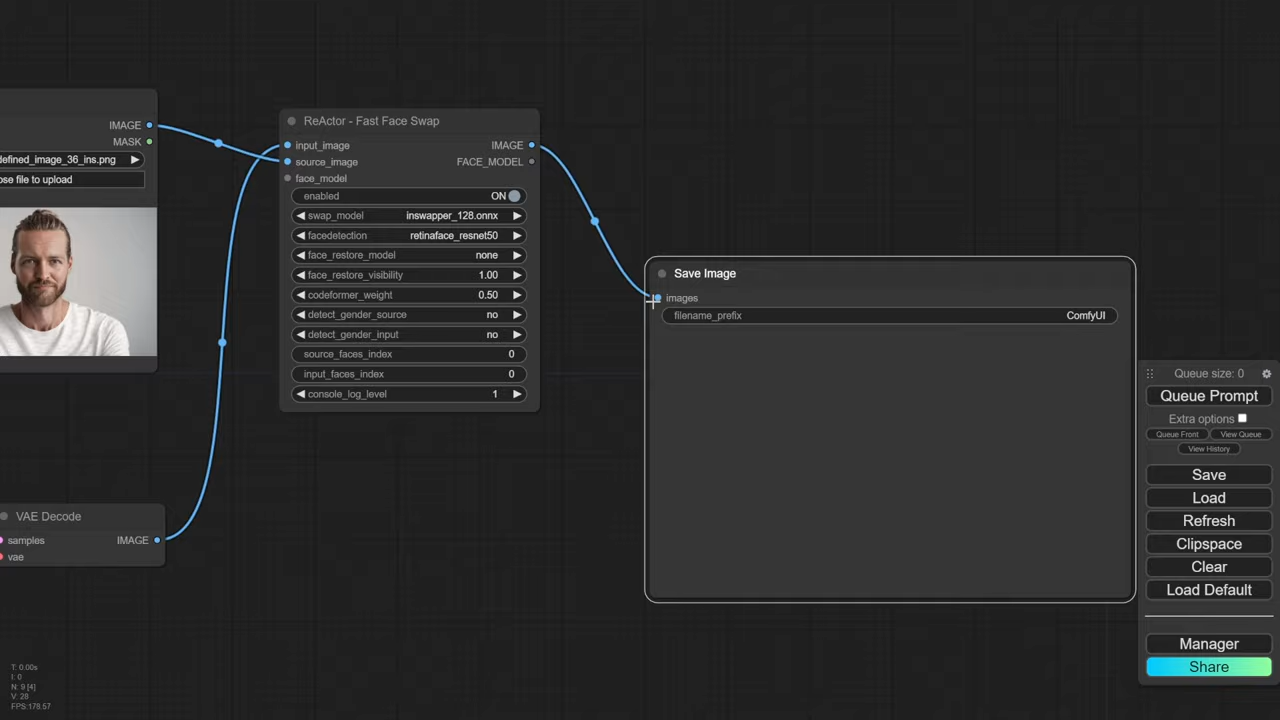 IMAGE
MASK
defined_image_36_ins.png
ose file to upload
ReActor - Fast Face Swap
input_image IMAGE
source_image FACE_MODEL
face_model
enabled ON
swap_model inswapper_128.onnx
facedetection retinaface_resnet50
face_restore_model none
face_restore_visibility 1.00
codeformer_weight 0.50
detect_gender_source no
detect_gender_input no
source_faces_index 0
input_faces_index 0
console_log_level 1
Save Image
images
filename_prefix ComfyUI
VAE Decode
samples IMAGE
vae
Queue size: 0
Queue Prompt
Extra options
Queue Front View Queue
View History
Save
Load
Refresh
Clipspace
Clear
Load Default
Manager
Share
T: 0.00s
I: 0
N: 9 [4]
V: 28
FPS:178.57